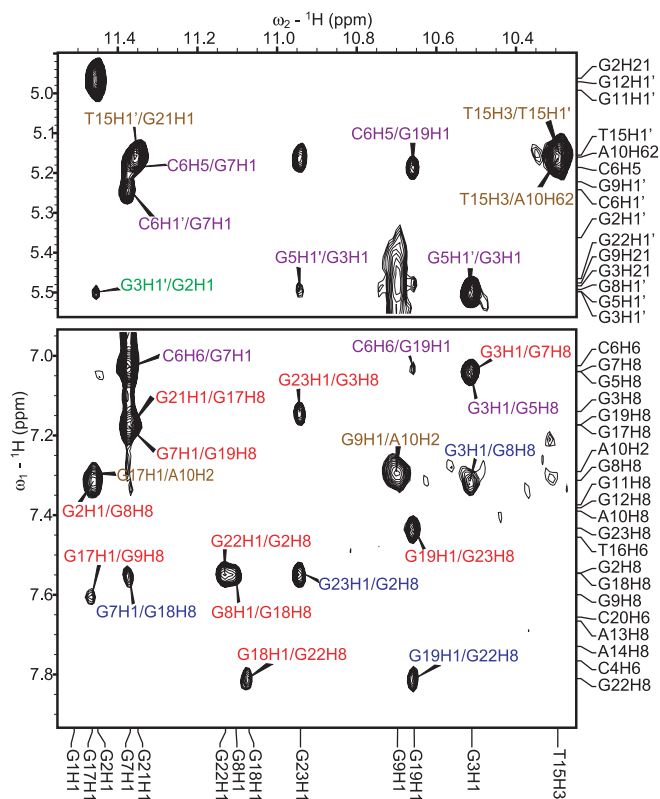 ω2 - 1H (ppm)
11.4 11.2 11.0 10.8 10.6 10.4
5.0
5.1
5.2
5.3
5.4
5.5
T15H1'/G21H1
C6H5/G19H1
T15H3/T15H1'
C6H5/G7H1
T15H3/A10H62
C6H1'/G7H1
G3H1'/G2H1
G5H1'/G3H1
G5H1'/G3H1
G2H21
G12H1'
G11H1'
T15H1'
A10H62
C6H5
G9H1'
C6H1'
G2H1'
G22H1'
G9H21
G3H21
G8H1'
G5H1'
G3H1'
ω1 - 1H (ppm)
7.0
7.2
7.4
7.6
7.8
C6H6/G7H1
C6H6/G19H1
G3H1/G7H8
G23H1/G3H8
G21H1/G17H8
G3H1/G5H8
G7H1/G19H8
G9H1/A10H2
G3H1/G8H8
G17H1/A10H2
G2H1/G8H8
G22H1/G2H8
G17H1/G9H8
G19H1/G23H8
G23H1/G2H8
G7H1/G18H8
G8H1/G18H8
G18H1/G22H8
G19H1/G22H8
C6H6
G7H8
G5H8
G3H8
G19H8
G17H8
A10H2
G8H8
G11H8
G12H8
A10H8
G23H8
T16H6
G2H8
G18H8
G9H8
C20H6
A13H8
A14H8
C4H6
G22H8
G1H1
G17H1
G2H1
G7H1
G21H1
G22H1
G8H1
G18H1
G23H1
G9H1
G19H1
G3H1
T15H3